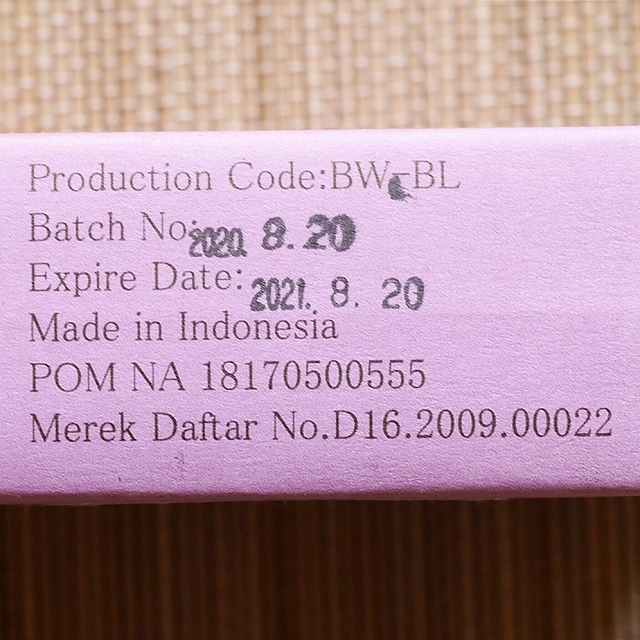 Production Code:BW-BL
Batch No: 2020. 8. 20
Expire Date: 2021. 8. 20
Made in Indonesia
POM NA 18170500555
Merek Daftar No.D16.2009.00022